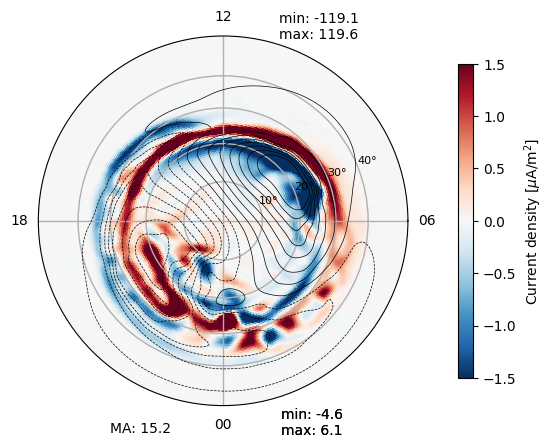 12
min: -119.1
max: 119.6
18
06
10°
20°
30°
40°
00
MA: 15.2
min: -4.6
max: 6.1
1.5
1.0
0.5
0.0
−0.5
−1.0
−1.5
Current density [μA/m²]